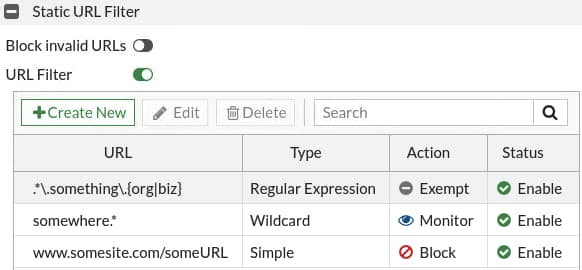 Static URL Filter
Block invalid URLs
URL Filter
Create New Edit Delete Search
URL Type Action Status
.*\.something\.{org|biz} Regular Expression Exempt Enable
somewhere.* Wildcard Monitor Enable
www.somesite.com/someURL Simple Block Enable